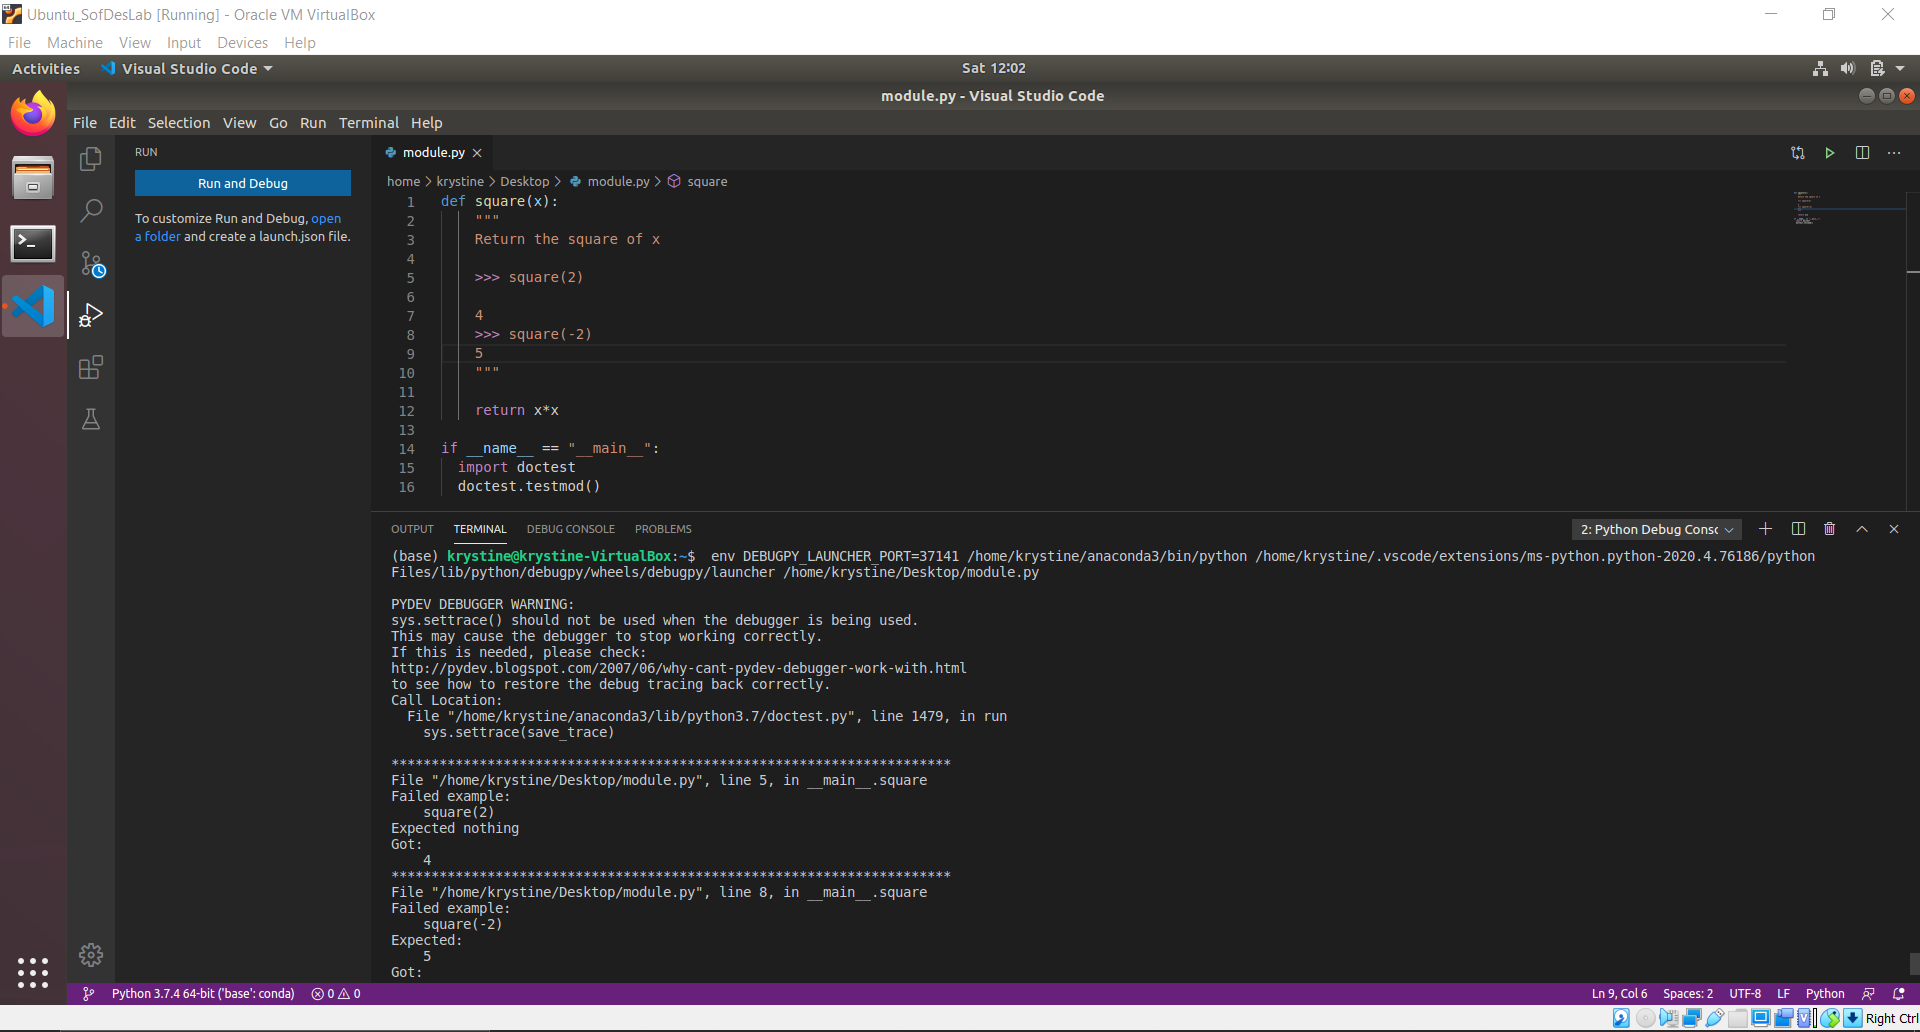 Ubuntu_SofDesLab [Running] - Oracle VM VirtualBox
File Machine View Input Devices Help
Activities Visual Studio Code Sat 12:02
module.py - Visual Studio Code
File Edit Selection View Go Run Terminal Help
RUN
Run and Debug
To customize Run and Debug, open
a folder and create a launch.json file.
module.py
home > krystine > Desktop > module.py > square
1 def square(x):
2 """
3 Return the square of x
4
5 >>> square(2)
6
7 4
8 >>> square(-2)
9 5
10 """
11
12 return x*x
13
14 if __name__ == "__main__":
15 import doctest
16 doctest.testmod()
OUTPUT TERMINAL DEBUG CONSOLE PROBLEMS 2: Python Debug Consc
(base) krystine@krystine-VirtualBox:~$ env DEBUGPY_LAUNCHER_PORT=37141 /home/krystine/anaconda3/bin/python /home/krystine/.vscode/extensions/ms-python.python-2020.4.76186/python
Files/lib/python/debugpy/wheels/debugpy/launcher /home/krystine/Desktop/module.py
PYDEV DEBUGGER WARNING:
sys.settrace() should not be used when the debugger is being used.
This may cause the debugger to stop working correctly.
If this is needed, please check:
http://pydev.blogspot.com/2007/06/why-cant-pydev-debugger-work-with.html
to see how to restore the debug tracing back correctly.
Call Location:
File "/home/krystine/anaconda3/lib/python3.7/doctest.py", line 1479, in run
sys.settrace(save_trace)
**********************************************************************
File "/home/krystine/Desktop/module.py", line 5, in __main__.square
Failed example:
square(2)
Expected nothing
Got:
4
**********************************************************************
File "/home/krystine/Desktop/module.py", line 8, in __main__.square
Failed example:
square(-2)
Expected:
5
Got:
Python 3.7.4 64-bit ('base': conda) 0 0 Ln 9, Col 6 Spaces: 2 UTF-8 LF Python
Right Ctrl